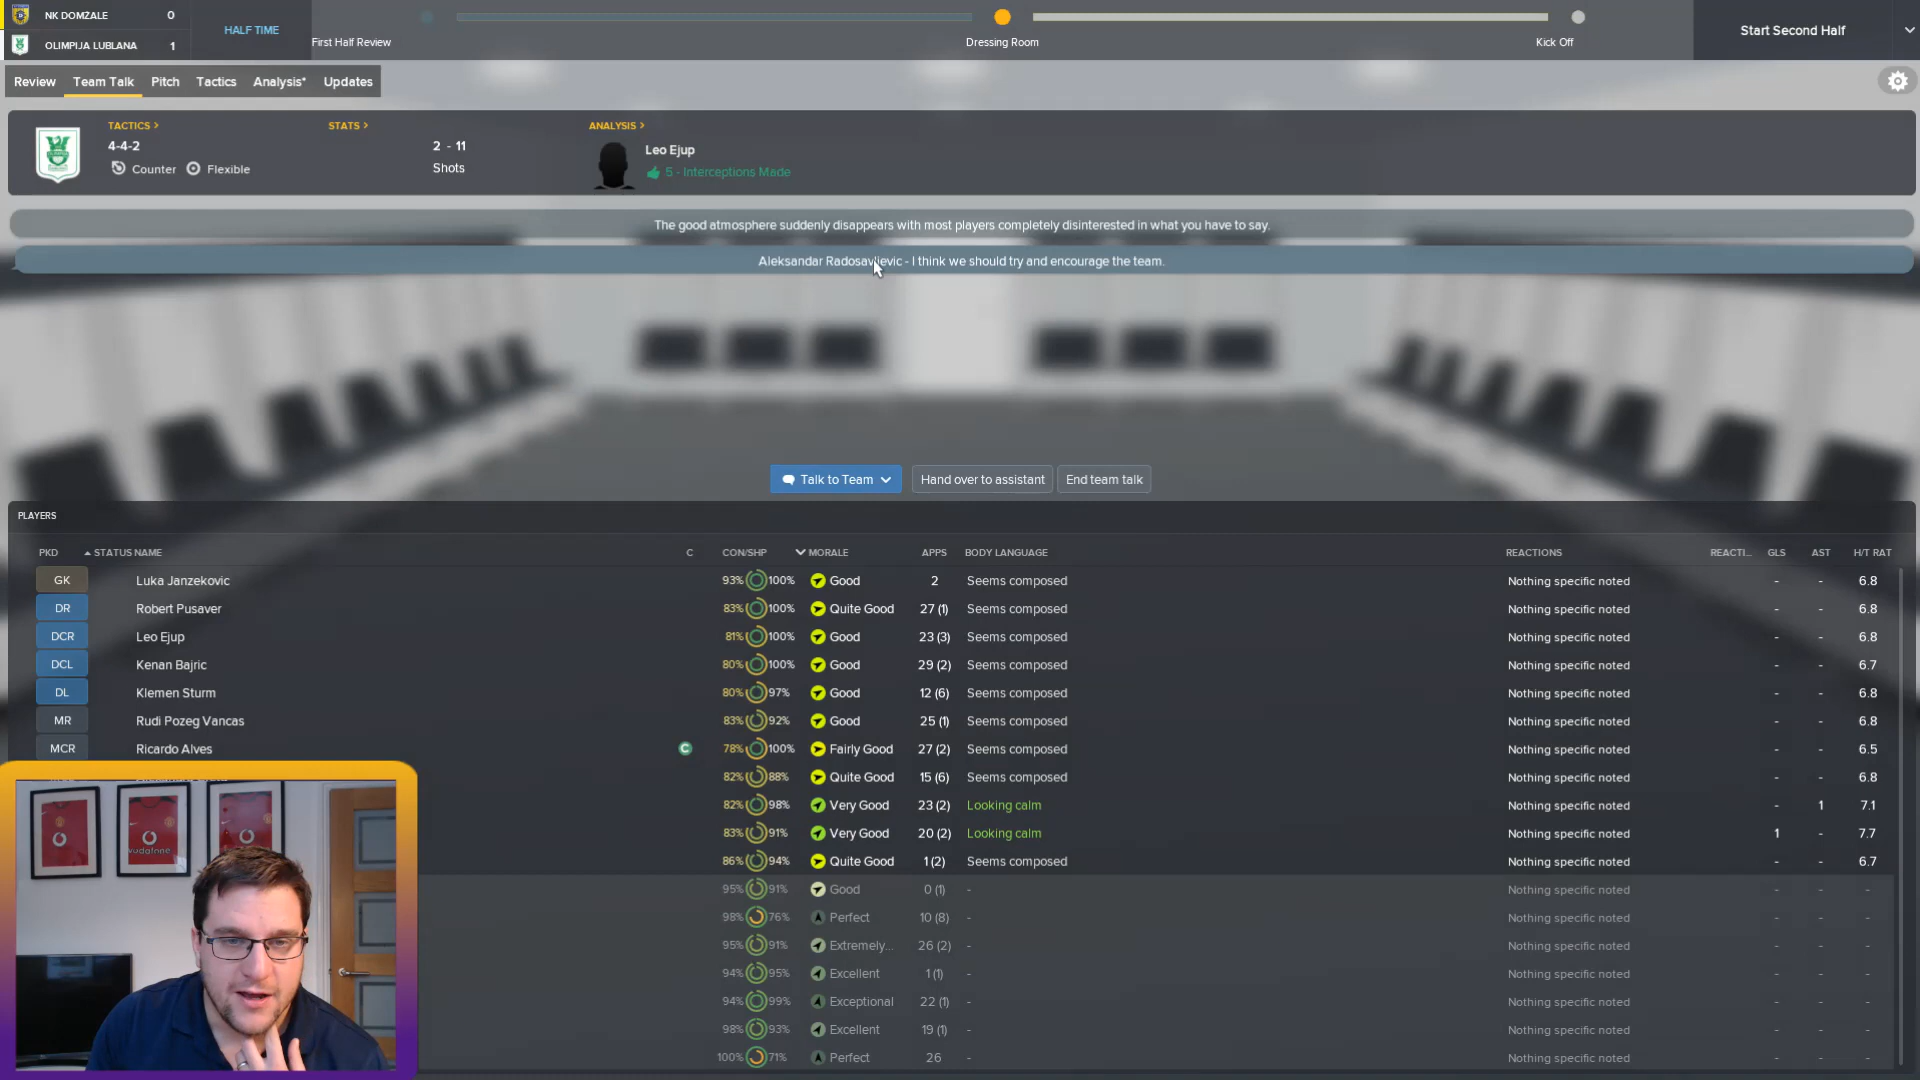 NK DOMŽALE 0
OLIMPIJA LUBLANA 1
HALF TIME
First Half Review
Dressing Room
Kick Off
Start Second Half
Review Team Talk Pitch Tactics Analysis* Updates
TACTICS >
4-4-2
Counter Flexible
STATS >
2 - 11
Shots
ANALYSIS >
Leo Ejup
5 - Interceptions Made
The good atmosphere suddenly disappears with most players completely disinterested in what you have to say.
Aleksandar Radosavljevic - I think we should try and encourage the team.
Talk to Team Hand over to assistant End team talk
PLAYERS
PKD STATUS NAME C CON/SHP MORALE APPS BODY LANGUAGE REACTIONS REACTI... GLS AST H/T RAT
GK Luka Janzekovic 93% 100% Good 2 Seems composed Nothing specific noted - - 6.8
DR Robert Pusaver 83% 100% Quite Good 27 (1) Seems composed Nothing specific noted - - 6.8
DCR Leo Ejup 81% 100% Good 23 (3) Seems composed Nothing specific noted - - 6.8
DCL Kenan Bajric 80% 100% Good 29 (2) Seems composed Nothing specific noted - - 6.7
DL Klemen Sturm 80% 97% Good 12 (6) Seems composed Nothing specific noted - - 6.8
MR Rudi Pozeg Vancas 83% 92% Good 25 (1) Seems composed Nothing specific noted - - 6.8
MCR Ricardo Alves C 78% 100% Fairly Good 27 (2) Seems composed Nothing specific noted - - 6.5
82% 88% Quite Good 15 (6) Seems composed Nothing specific noted - - 6.8
82% 98% Very Good 23 (2) Looking calm Nothing specific noted - 1 7.1
83% 91% Very Good 20 (2) Looking calm Nothing specific noted 1 - 7.7
86% 94% Quite Good 1 (2) Seems composed Nothing specific noted - - 6.7
95% 91% Good 0 (1) - Nothing specific noted - - -
98% 76% Perfect 10 (8) - Nothing specific noted - - -
95% 91% Extremely... 26 (2) - Nothing specific noted - - -
94% 95% Excellent 1 (1) - Nothing specific noted - - -
94% 99% Exceptional 22 (1) - Nothing specific noted - - -
98% 93% Excellent 19 (1) - Nothing specific noted - - -
100% 71% Perfect 26 - Nothing specific noted - - -
vodafone